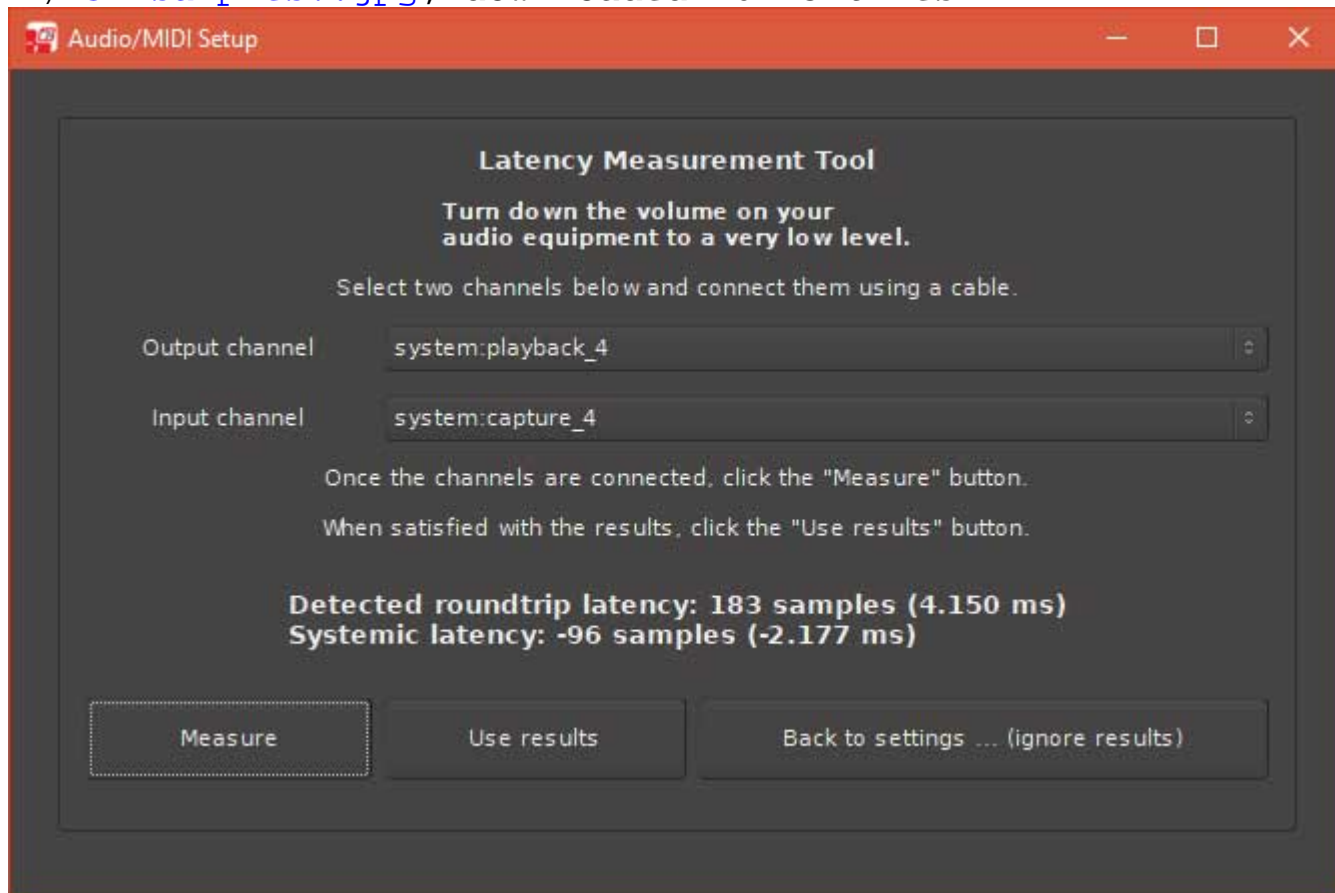 Audio/MIDI Setup
Latency Measurement Tool
Turn down the volume on your
audio equipment to a very low level.
Select two channels below and connect them using a cable.
Output channel system:playback_4
Input channel system:capture_4
Once the channels are connected, click the "Measure" button.
When satisfied with the results, click the "Use results" button.
Detected roundtrip latency: 183 samples (4.150 ms)
Systemic latency: -96 samples (-2.177 ms)
Measure Use results Back to settings ... (ignore results)